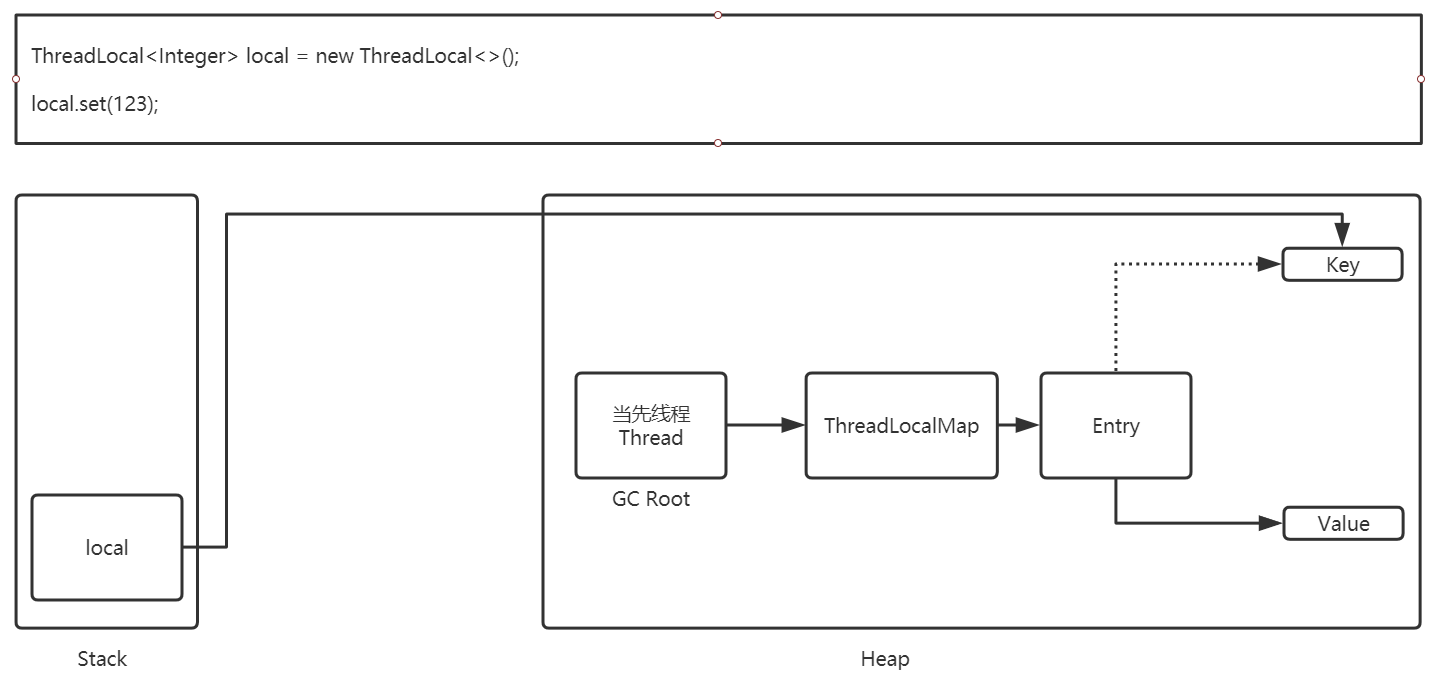 ThreadLocal<Integer> local = new ThreadLocal<>();
local.set(123);
Key
当先线程
Thread
ThreadLocalMap
Entry
GC Root
Value
local
Stack
Heap